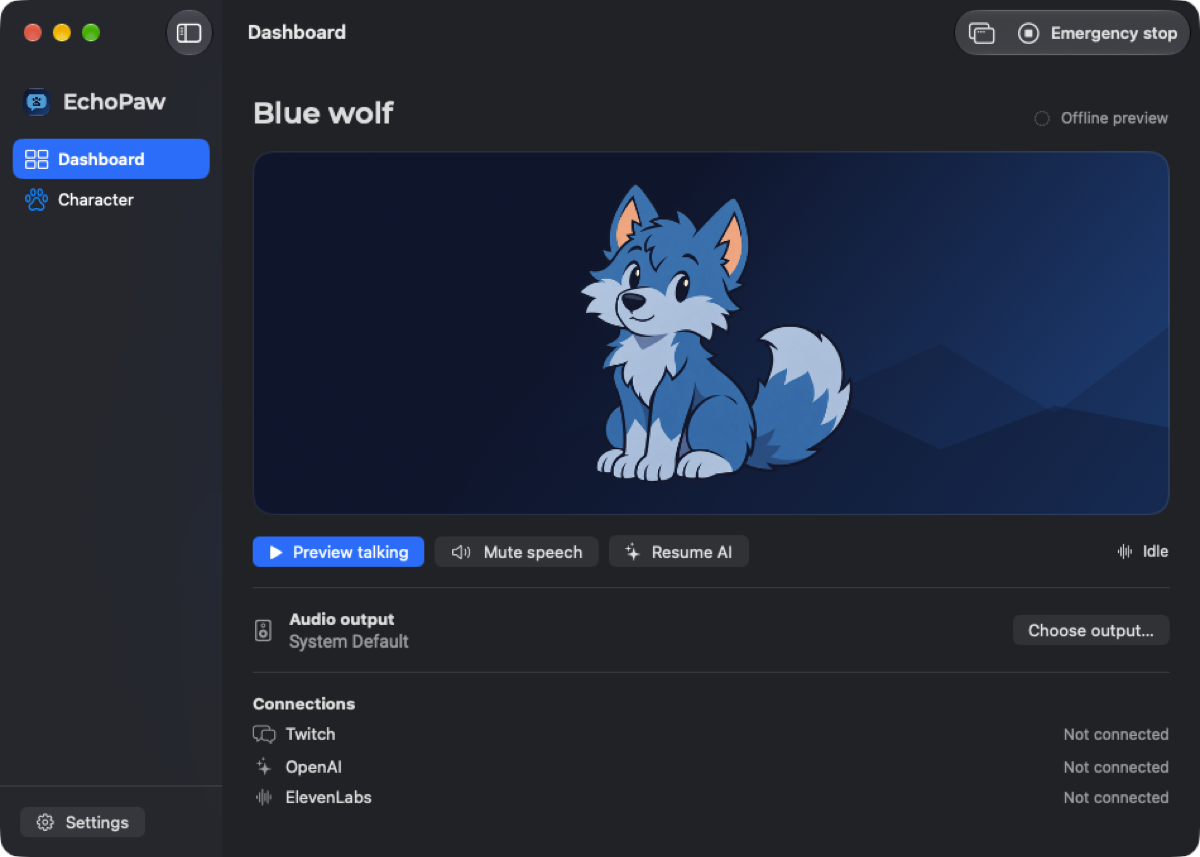 Dashboard
Emergency stop
EchoPaw
Dashboard
Character
Settings
Blue wolf
Offline preview
Preview talking
Mute speech
Resume AI
Idle
Audio output
System Default
Choose output...
Connections
Twitch
Not connected
OpenAI
Not connected
ElevenLabs
Not connected